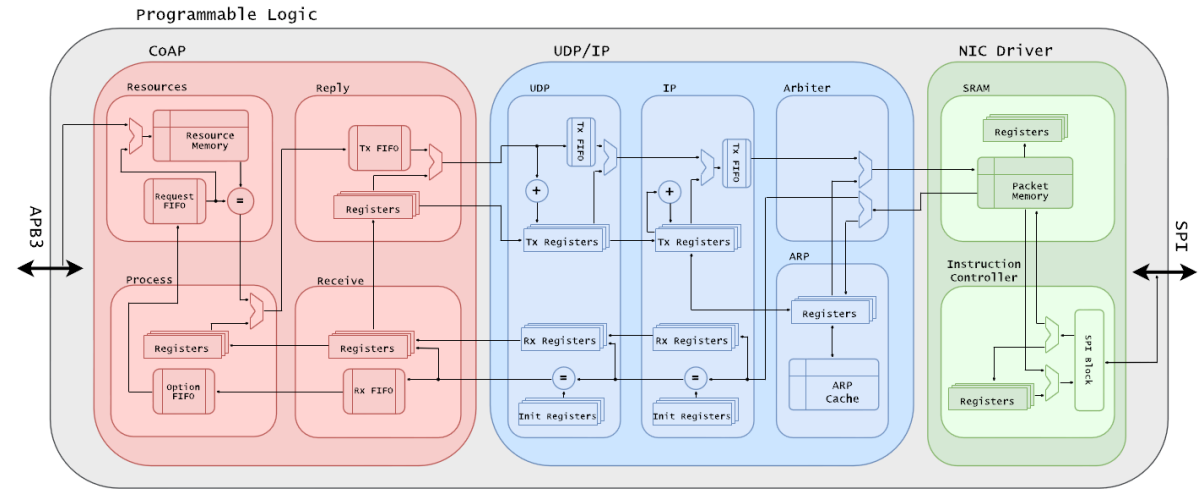 Programmable Logic
CoAP
UDP/IP
NIC Driver
Resources
Reply
UDP
IP
Arbiter
SRAM
Resource
Memory
Request
FIFO
=
Tx FIFO
Registers
Tx
FIFO
+
Tx Registers
Tx
FIFO
+
Tx Registers
Registers
Packet
Memory
APB3
SPI
Process
Receive
ARP
Instruction
Controller
Registers
Option
FIFO
Registers
Rx FIFO
Rx Registers
=
Init Registers
Rx Registers
=
Init Registers
Registers
ARP
Cache
SPI Block
Registers